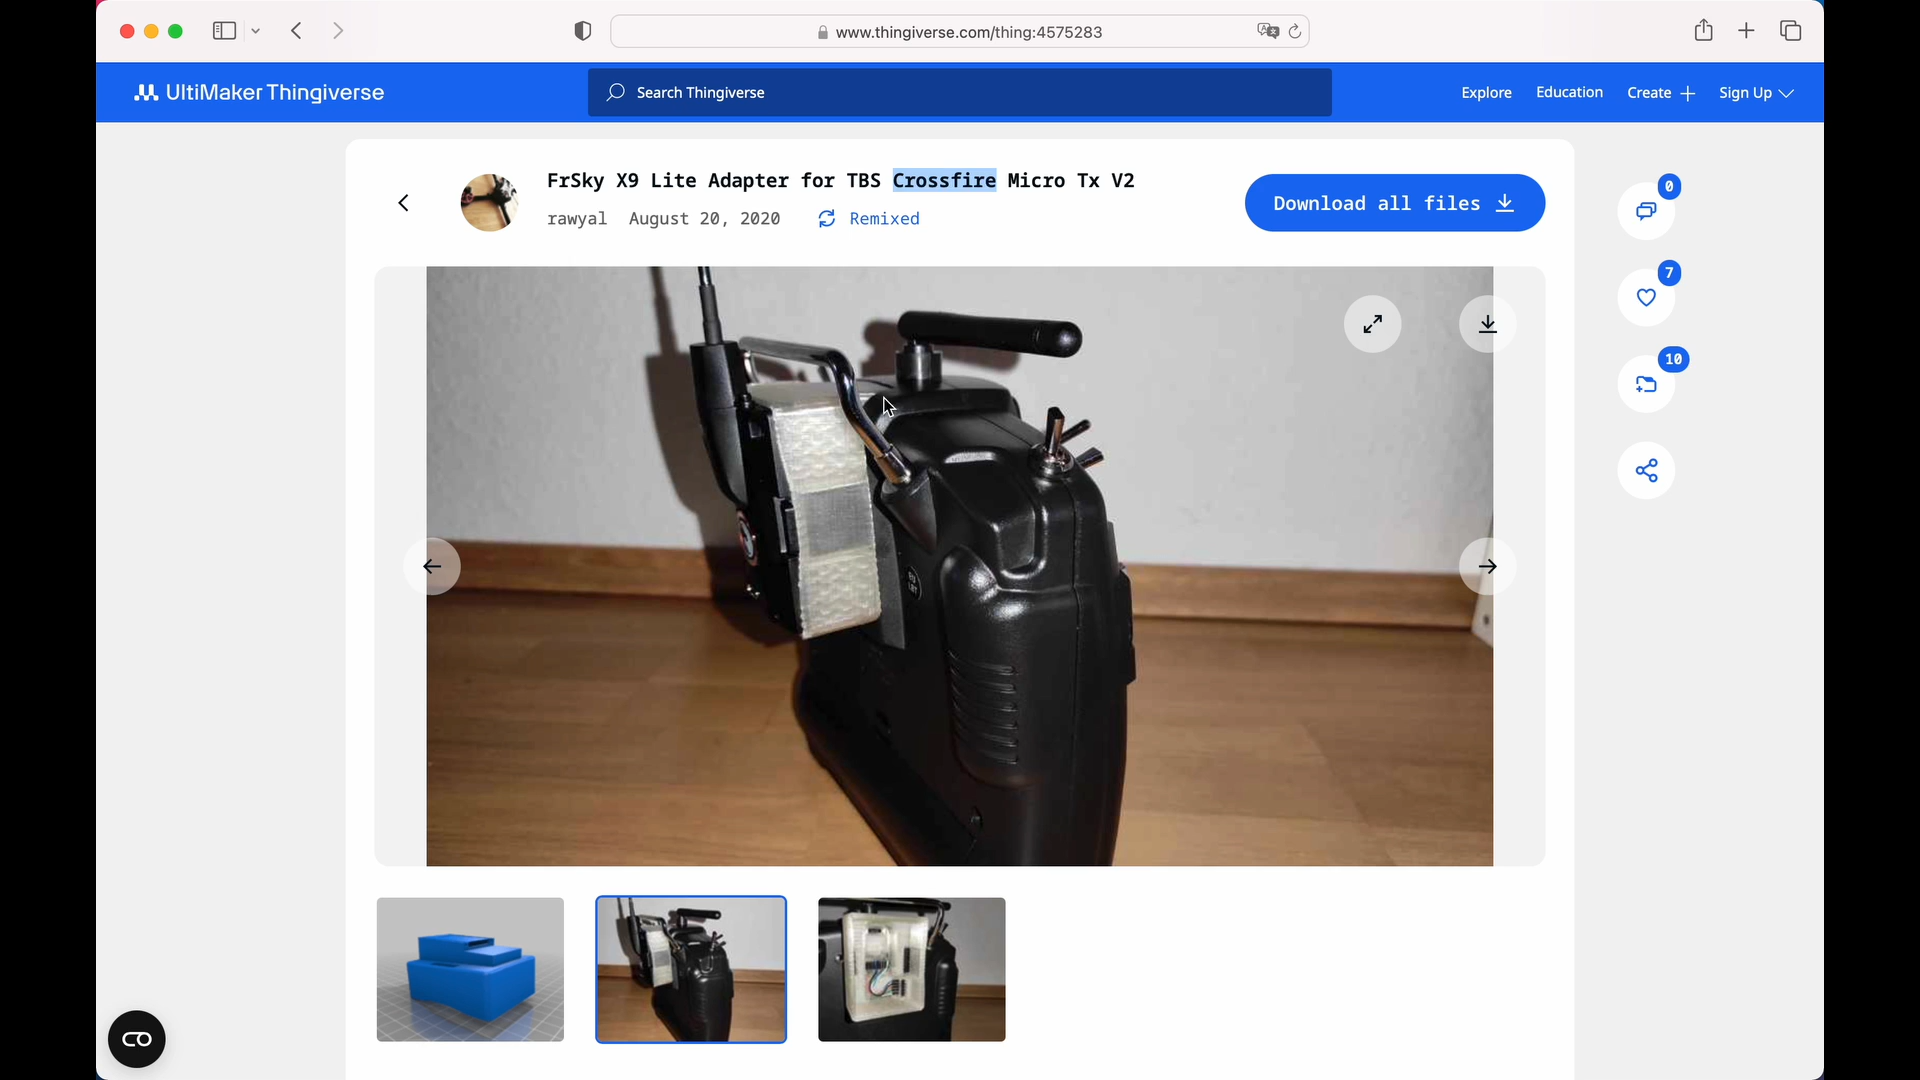 www.thingiverse.com/thing:4575283
UltiMaker Thingiverse
Search Thingiverse
Explore
Education
Create
Sign Up
FrSky X9 Lite Adapter for TBS Crossfire Micro Tx V2
rawyal August 20, 2020 Remixed
Download all files
0
7
10